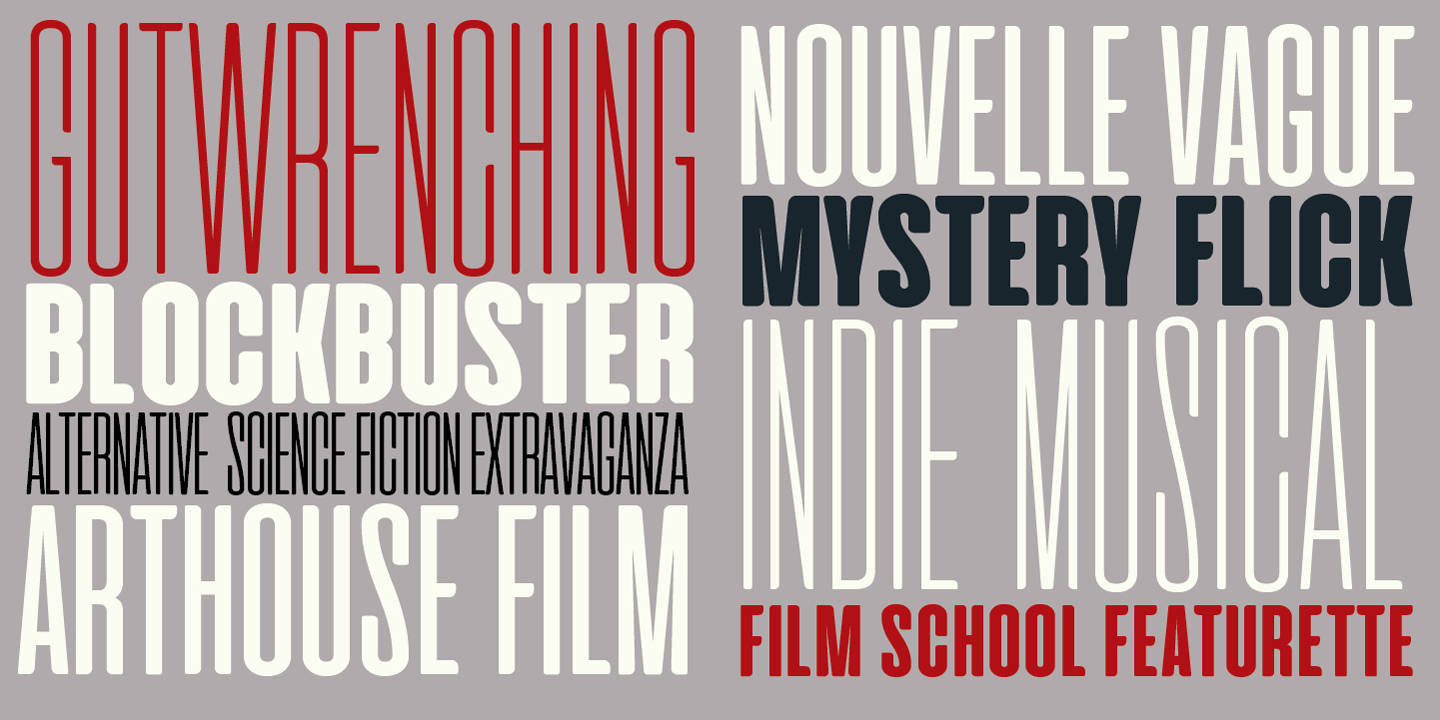 GUTWRENCHING
BLOCKBUSTER
ALTERNATIVE SCIENCE FICTION EXTRAVAGANZA
ARTHOUSE FILM
NOUVELLE VAGUE
MYSTERY FLICK
INDIE MUSICAL
FILM SCHOOL FEATURETTE